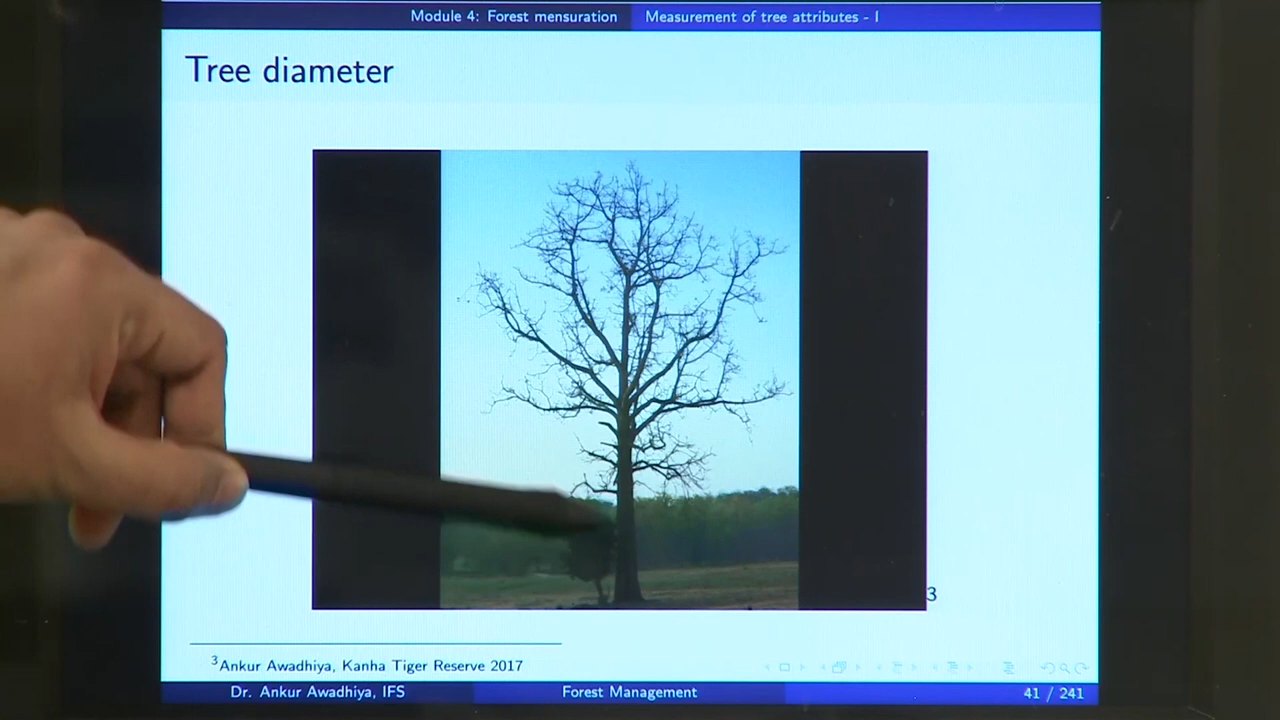 Module 4: Forest mensuration Measurement of tree attributes - I
Tree diameter
3
3Ankur Awadhiya, Kanha Tiger Reserve 2017
Dr. Ankur Awadhiya, IFS Forest Management 41 / 241